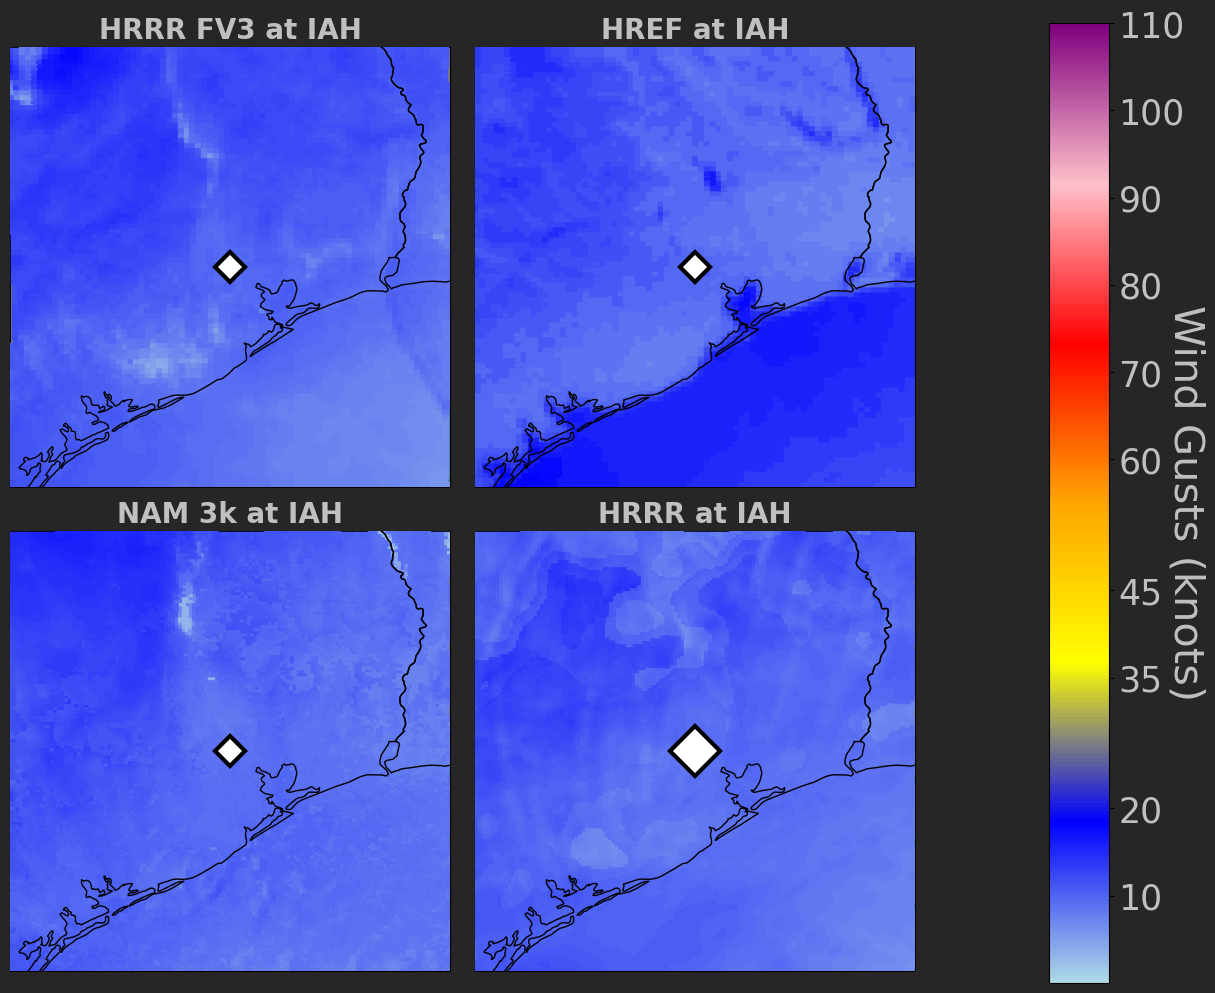 HRRR FV3 at IAH
HREF at IAH
NAM 3k at IAH
HRRR at IAH
110
100
90
80
70
60
45
35
20
10
Wind Gusts (knots)